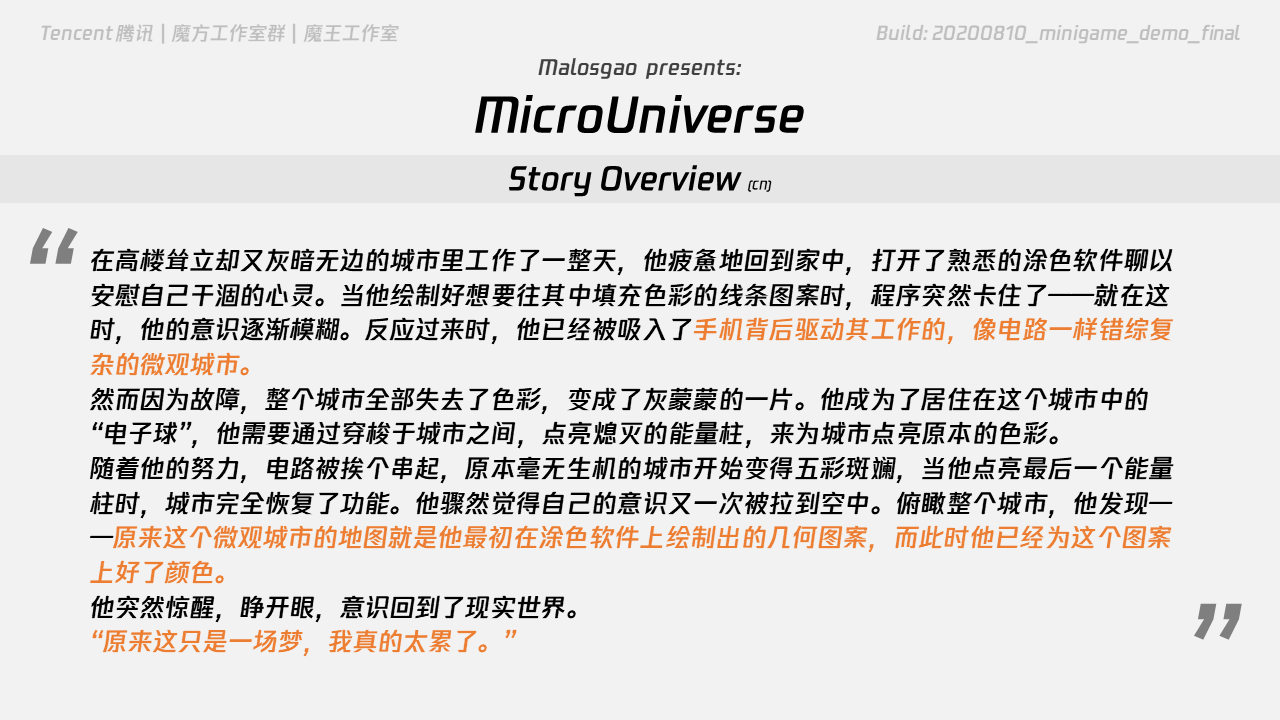 Tencent腾讯 | 魔方工作室群 | 魔王工作室
Build: 20200810_minigame_demo_final
Malosgao presents:
MicroUniverse
Story Overview (CN)
“
在高楼耸立却又灰暗无边的城市里工作了一整天，他疲惫地回到家中，打开了熟悉的涂色软件聊以
安慰自己干涸的心灵。当他绘制好想要往其中填充色彩的线条图案时，程序突然卡住了——就在这
时，他的意识逐渐模糊。反应过来时，他已经被吸入了手机背后驱动其工作的，像电路一样错综复
杂的微观城市。
然而因为故障，整个城市全部失去了色彩，变成了灰蒙蒙的一片。他成为了居住在这个城市中的
“电子球”，他需要通过穿梭于城市之间，点亮熄灭的能量柱，来为城市点亮原本的色彩。
随着他的努力，电路被挨个串起，原本毫无生机的城市开始变得五彩斑斓，当他点亮最后一个能量
柱时，城市完全恢复了功能。他骤然觉得自己的意识又一次被拉到空中。俯瞰整个城市，他发现—
—原来这个微观城市的地图就是他最初在涂色软件上绘制出的几何图案，而此时他已经为这个图案
上好了颜色。
他突然惊醒，睁开眼，意识回到了现实世界。
“原来这只是一场梦，我真的太累了。”
”